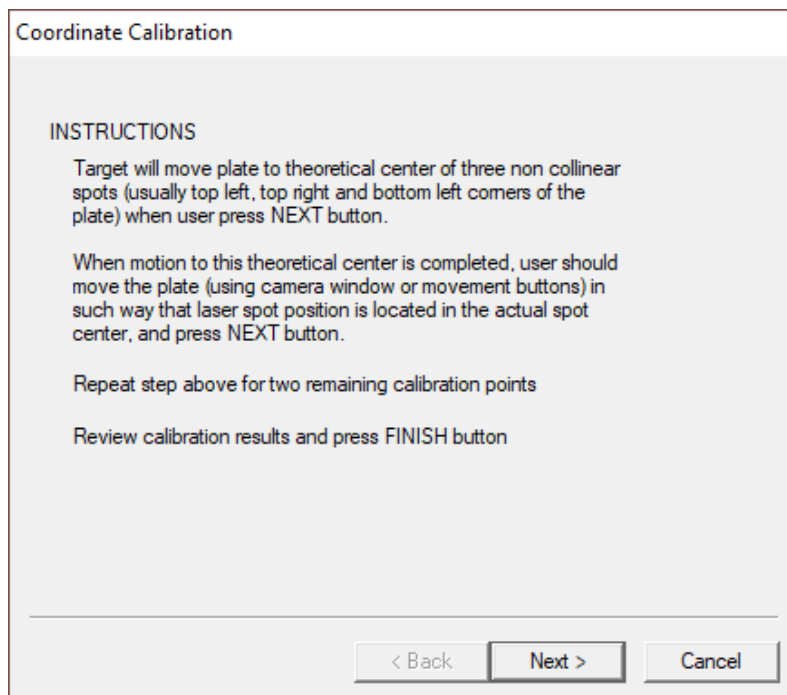 Coordinate Calibration
INSTRUCTIONS
Target will move plate to theoretical center of three non collinear
spots (usually top left, top right and bottom left corners of the
plate) when user press NEXT button.
When motion to this theoretical center is completed, user should
move the plate (using camera window or movement buttons) in
such way that laser spot position is located in the actual spot
center, and press NEXT button.
Repeat step above for two remaining calibration points
Review calibration results and press FINISH button
< Back
Next >
Cancel